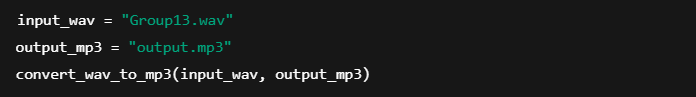 input_wav = "Group13.wav"
output_mp3 = "output.mp3"
convert_wav_to_mp3(input_wav, output_mp3)